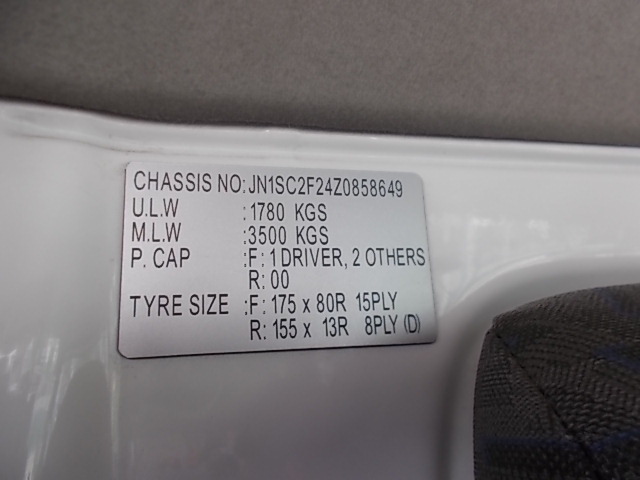 CHASSIS NO:JN1SC2F24Z0858649
U.L.W :1780 KGS
M.L.W :3500 KGS
P. CAP :F: 1 DRIVER, 2 OTHERS
R: 00
TYRE SIZE :F: 175 x 80R 15PLY
R: 155 x 13R 8PLY (D)